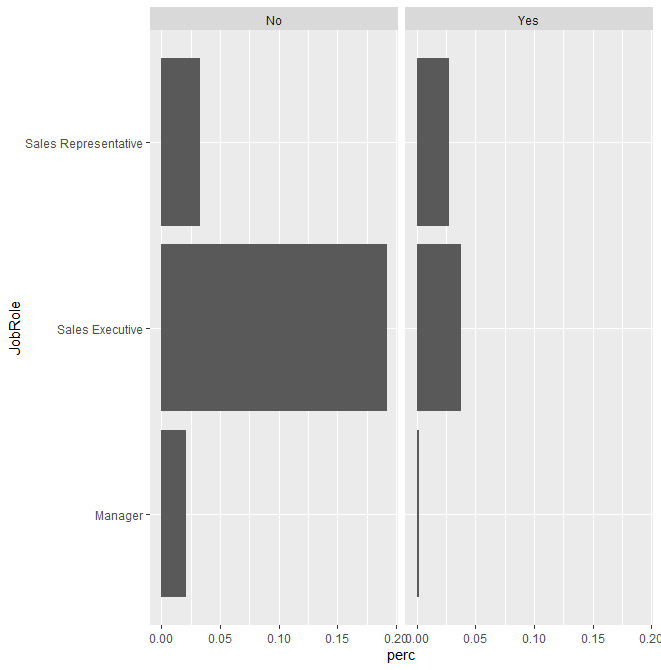 No
Yes
Sales Representative
Sales Executive
Manager
JobRole
0.00 0.05 0.10 0.15 0.20 0.00 0.05 0.10 0.15 0.20
perc